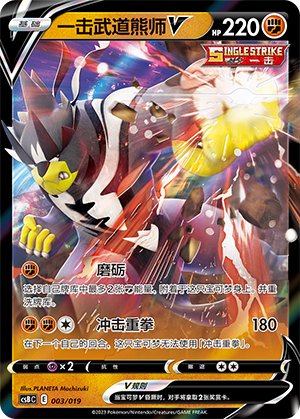 基础 一击武道熊师V HP 220
SINGLESTRIKE
一击
磨砺
选择自己牌库中最多2张能量,附着于这只宝可梦身上。并重
洗牌库。
冲击重拳 180
在下一个自己的回合,这只宝可梦无法使用「冲击重拳」。
弱点 ×2 抵抗力 撤退
Illus. PLANETA Mochizuki
V规则
csB C E 003/019
当宝可梦V昏厥时,对手将拿取2张奖赏卡。
©2023 Pokémon/Nintendo/Creatures/GAME FREAK